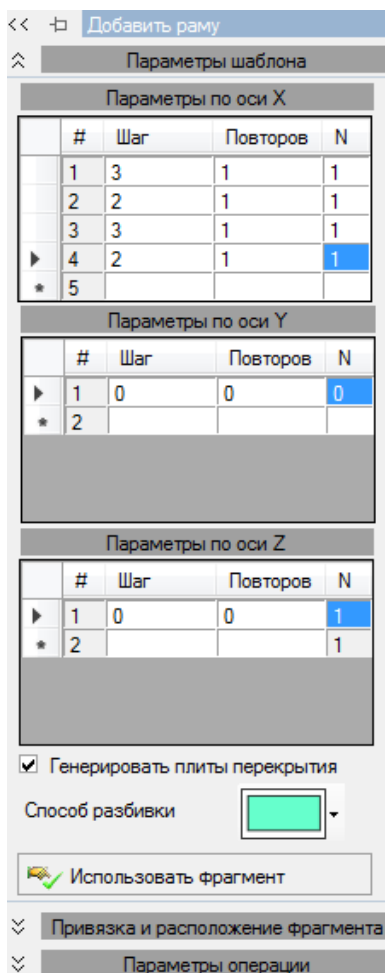 << Добавить раму
Параметры шаблона
Параметры по оси X
# Шаг Повторов N
1 3 1 1
2 2 1 1
3 3 1 1
4 2 1 1
* 5
Параметры по оси Y
# Шаг Повторов N
1 0 0 0
* 2
Параметры по оси Z
# Шаг Повторов N
1 0 0 1
* 2 1
Генерировать плиты перекрытия
Способ разбивки
Использовать фрагмент
Привязка и расположение фрагмента
Параметры операции